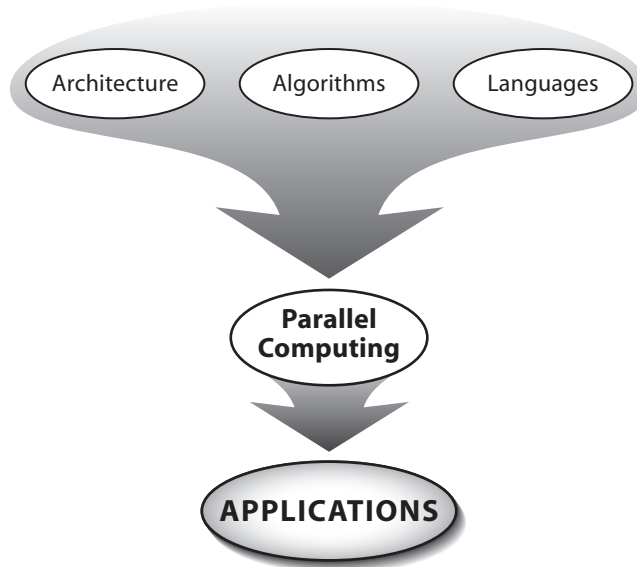 Architecture
Algorithms
Languages
Parallel
Computing
APPLICATIONS